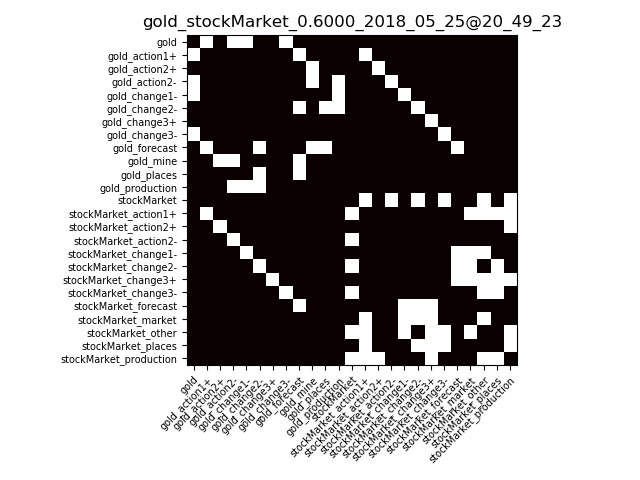 gold_stockMarket_0.6000_2018_05_25@20_49_23
gold
gold_action1+
gold_action2+
gold_action2-
gold_change1-
gold_change2-
gold_change3+
gold_change3-
gold_forecast
gold_mine
gold_places
gold_production
stockMarket
stockMarket_action1+
stockMarket_action2+
stockMarket_action2-
stockMarket_change1-
stockMarket_change2-
stockMarket_change3+
stockMarket_change3-
stockMarket_forecast
stockMarket_market
stockMarket_other
stockMarket_places
stockMarket_production
gold
gold_action1+
gold_action2+
gold_action2-
gold_change1-
gold_change2-
gold_change3+
gold_change3-
gold_forecast
gold_mine
gold_places
gold_production
stockMarket
stockMarket_action1+
stockMarket_action2+
stockMarket_action2-
stockMarket_change1-
stockMarket_change2-
stockMarket_change3+
stockMarket_change3-
stockMarket_forecast
stockMarket_market
stockMarket_other
stockMarket_places
stockMarket_production